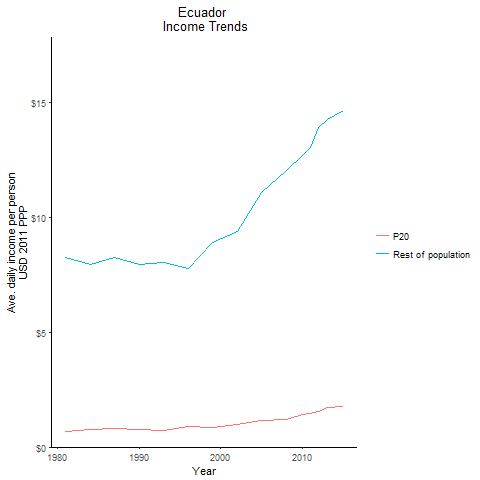 Ecuador
Income Trends
Ave. daily income per person
USD 2011 PPP
$15
$10
$5
$0
1980 1990 2000 2010
Year
P20
Rest of population